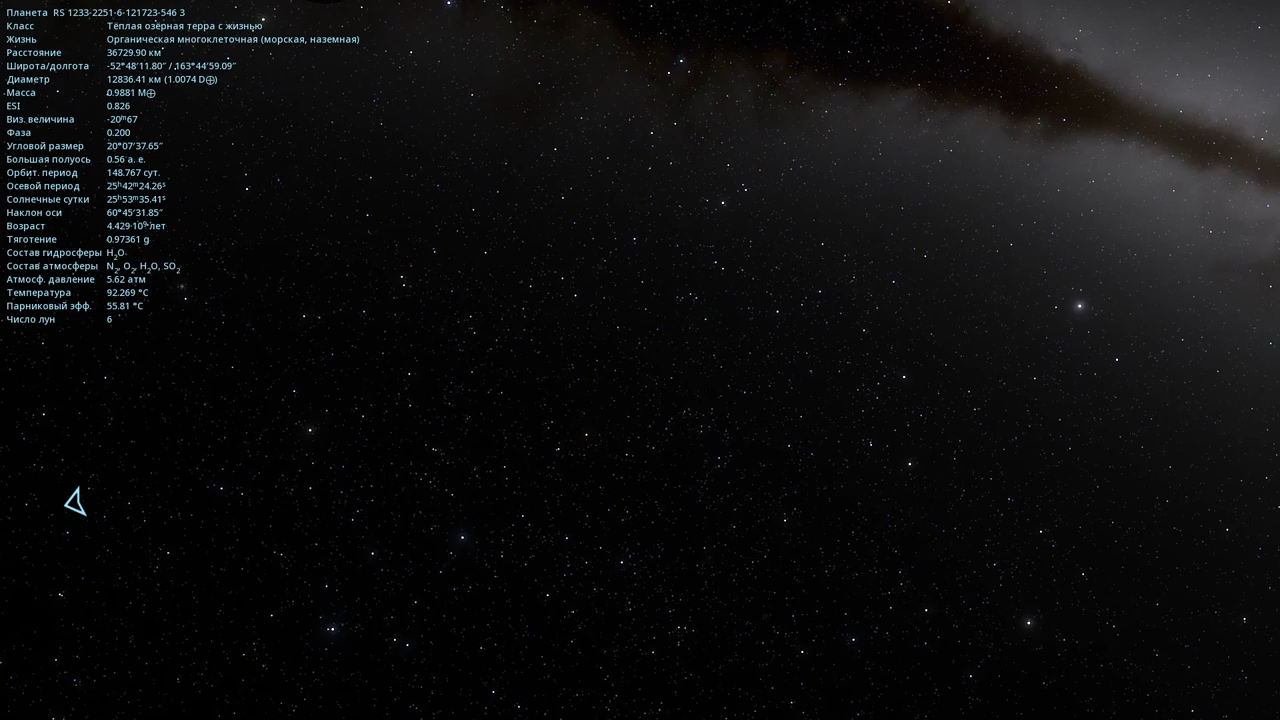 Планета RS 1233-2251-6-121723-546 3
Класс Тёплая озёрная терра с жизнью
Жизнь Органическая многоклеточная (морская, наземная)
Расстояние 36729.90 км
Широта/долгота -52°48′11.80″ / 163°44′59.09″
Диаметр 12836.41 км (1.0074 D⊕)
Масса 0.9881 M⊕
ESI 0.826
Виз. величина -20ᵐ67
Фаза 0.200
Угловой размер 20°07′37.65″
Большая полуось 0.56 а. е.
Орбит. период 148.767 сут.
Осевой период 25ʰ42ᵐ24.26ˢ
Солнечные сутки 25ʰ53ᵐ35.41ˢ
Наклон оси 60°45′31.85″
Возраст 4.429·10⁹ лет
Тяготение 0.97361 g
Состав гидросферы H₂O
Состав атмосферы N₂, O₂, H₂O, SO₂
Атмосф. давление 5.62 атм
Температура 92.269 °C
Парниковый эфф. 55.81 °C
Число лун 6